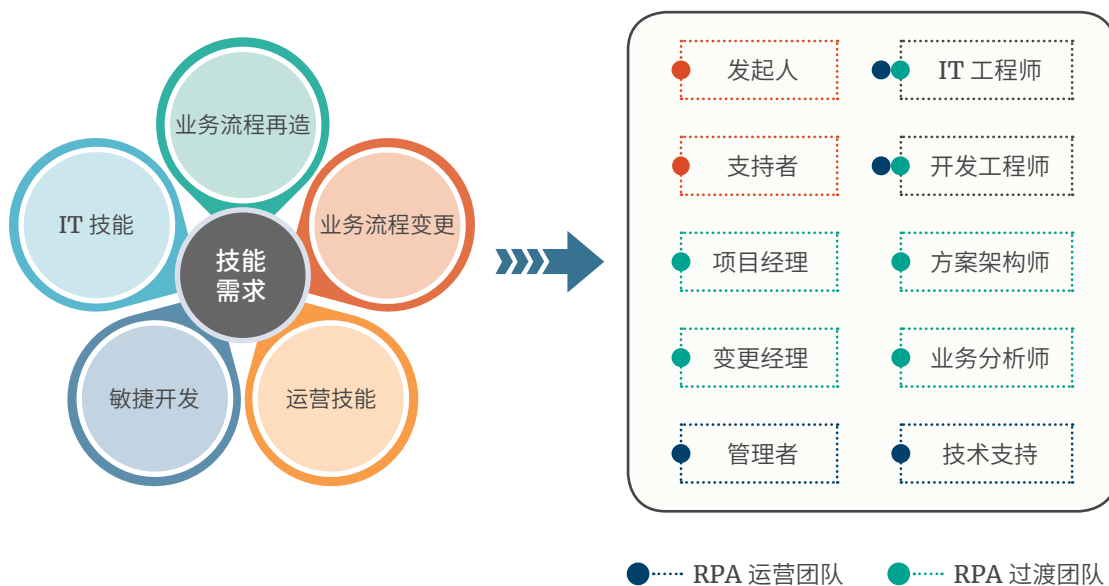 业务流程再造
IT 技能
业务流程变更
技能
需求
敏捷开发
运营技能
发起人
IT 工程师
支持者
开发工程师
项目经理
方案架构师
变更经理
业务分析师
管理者
技术支持
RPA 运营团队
RPA 过渡团队